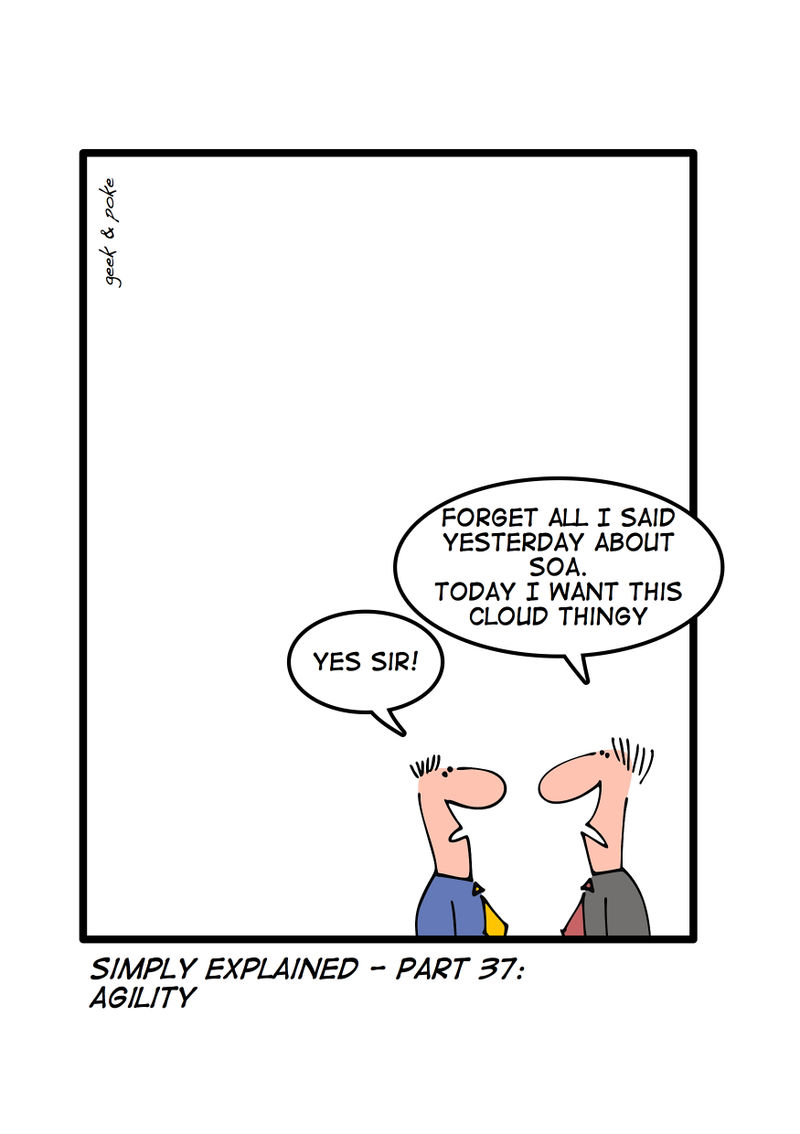 geek & poke
FORGET ALL I SAID
YESTERDAY ABOUT
SOA.
TODAY I WANT THIS
CLOUD THINGY
YES SIR!
SIMPLY EXPLAINED - PART 37:
AGILITY